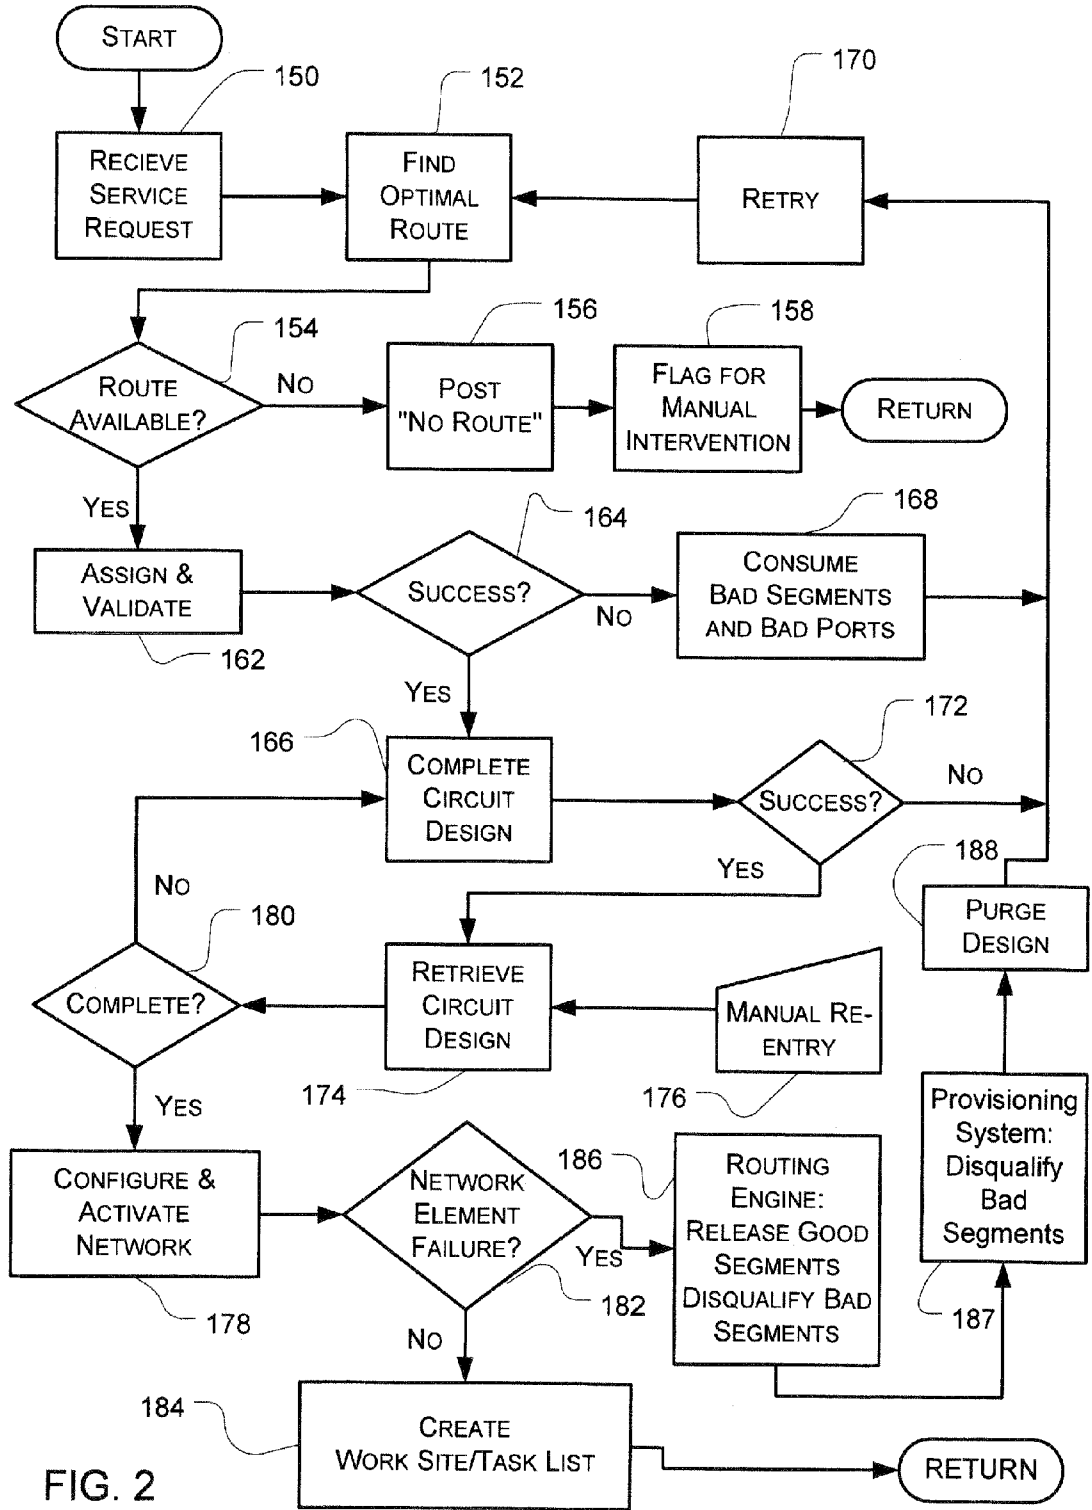 START
150
152
170
RECIEVE
SERVICE
REQUEST
FIND
OPTIMAL
ROUTE
RETRY
154
156
158
ROUTE
AVAILABLE?
NO
POST
"NO ROUTE"
FLAG FOR
MANUAL
INTERVENTION
RETURN
YES
164
168
ASSIGN &
VALIDATE
162
SUCCESS?
NO
CONSUME
BAD SEGMENTS
AND BAD PORTS
YES
166
172
COMPLETE
CIRCUIT
DESIGN
SUCCESS?
NO
YES
NO
180
188
PURGE
DESIGN
COMPLETE?
RETRIEVE
CIRCUIT
DESIGN
174
MANUAL RE-
ENTRY
176
YES
Provisioning
System:
Disqualify
Bad
Segments
187
CONFIGURE &
ACTIVATE
NETWORK
178
NETWORK
ELEMENT
FAILURE?
182
YES
186
ROUTING
ENGINE:
RELEASE GOOD
SEGMENTS
DISQUALIFY BAD
SEGMENTS
NO
184
CREATE
WORK SITE/TASK LIST
RETURN
FIG. 2